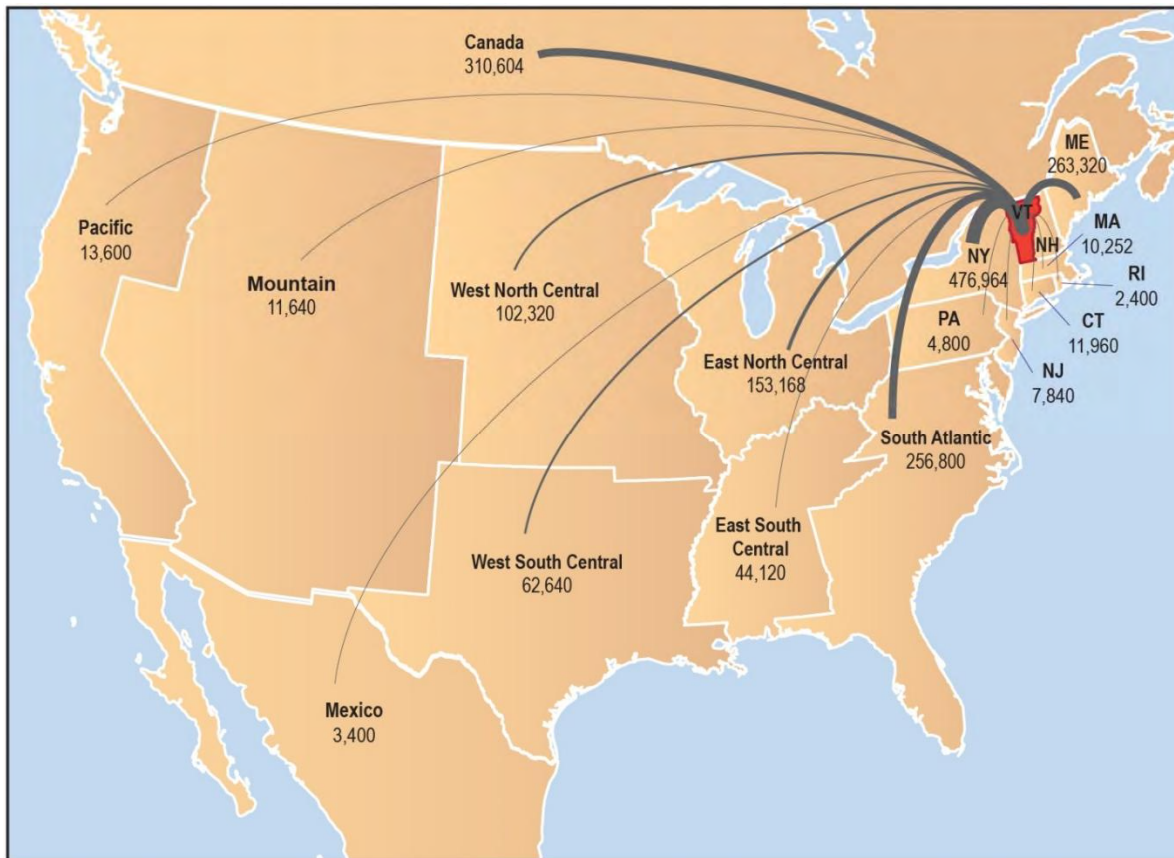 Canada
310,604
ME
263,320
Pacific
13,600
VT
MA
10,252
NH
NY
476,964
RI
2,400
Mountain
11,640
West North Central
102,320
PA
4,800
CT
11,960
East North Central
153,168
NJ
7,840
South Atlantic
256,800
East South
Central
44,120
West South Central
62,640
Mexico
3,400